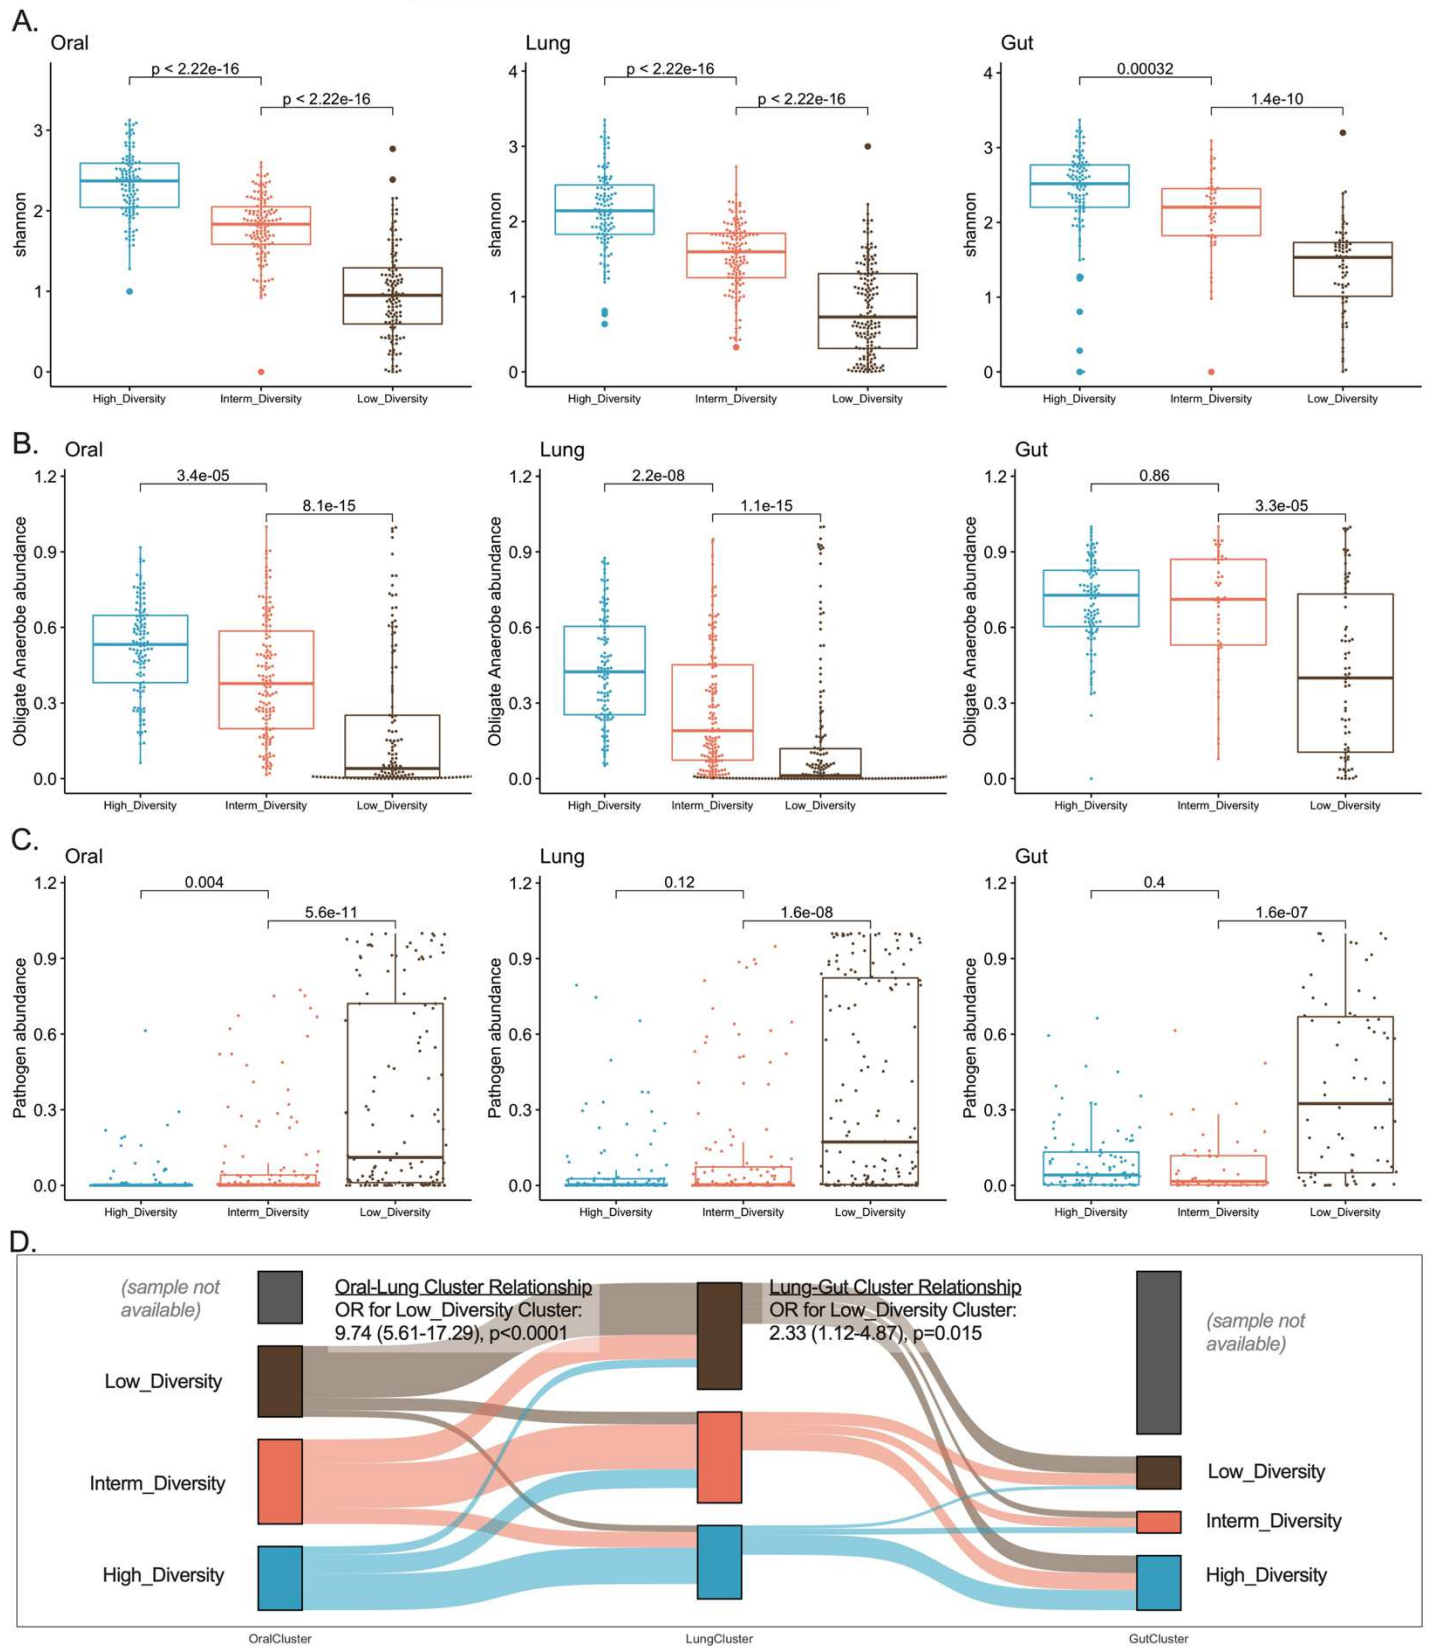 A.
Oral
Lung
Gut
p < 2.22e-16
p < 2.22e-16
p < 2.22e-16
p < 2.22e-16
0.00032
1.4e-10
shannon
3
2
1
0
High_Diversity
Interm_Diversity
Low_Diversity
shannon
4
3
2
1
0
High_Diversity
Interm_Diversity
Low_Diversity
shannon
4
3
2
1
0
High_Diversity
Interm_Diversity
Low_Diversity
B.
Oral
Lung
Gut
3.4e-05
8.1e-15
2.2e-08
1.1e-15
0.86
3.3e-05
Obligate Anaerobe abundance
1.2
0.9
0.6
0.3
0.0
High_Diversity
Interm_Diversity
Low_Diversity
Obligate Anaerobe abundance
1.2
0.9
0.6
0.3
0.0
High_Diversity
Interm_Diversity
Low_Diversity
Obligate Anaerobe abundance
1.2
0.9
0.6
0.3
0.0
High_Diversity
Interm_Diversity
Low_Diversity
C.
Oral
Lung
Gut
0.004
5.6e-11
0.12
1.6e-08
0.4
1.6e-07
Pathogen abundance
1.2
0.9
0.6
0.3
0.0
High_Diversity
Interm_Diversity
Low_Diversity
Pathogen abundance
1.2
0.9
0.6
0.3
0.0
High_Diversity
Interm_Diversity
Low_Diversity
Pathogen abundance
1.2
0.9
0.6
0.3
0.0
High_Diversity
Interm_Diversity
Low_Diversity
D.
(sample not
available)
Oral-Lung Cluster Relationship
OR for Low_Diversity Cluster:
9.74 (5.61-17.29), p<0.0001
Lung-Gut Cluster Relationship
OR for Low_Diversity Cluster:
2.33 (1.12-4.87), p=0.015
(sample not
available)
Low_Diversity
Interm_Diversity
High_Diversity
Low_Diversity
Interm_Diversity
High_Diversity
OralCluster
LungCluster
GutCluster